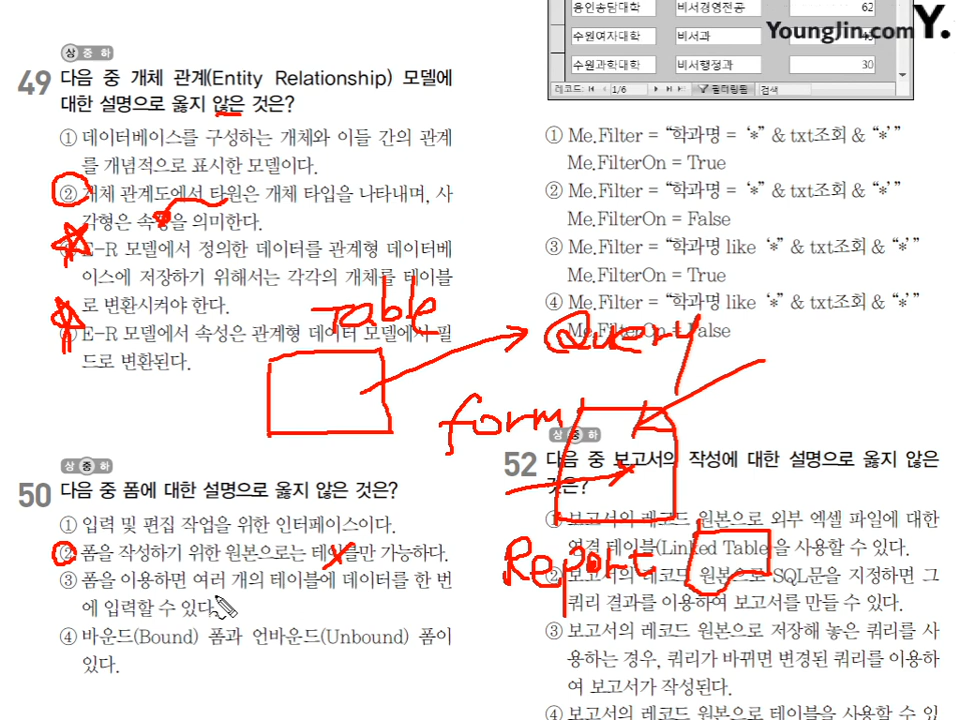 상 중 하
49 다음 중 개체 관계(Entity Relationship) 모델에
대한 설명으로 옳지 않은 것은?
① 데이터베이스를 구성하는 개체와 이들 간의 관계
를 개념적으로 표시한 모델이다.
② 개체 관계도에서 타원은 개체 타입을 나타내며, 사
각형은 속성을 의미한다.
③ E-R 모델에서 정의한 데이터를 관계형 데이터베
이스에 저장하기 위해서는 각각의 개체를 테이블
로 변환시켜야 한다.
④ E-R 모델에서 속성은 관계형 데이터 모델에서 필
드로 변환된다.
Table
Query
form
Report
상 중 하
50 다음 중 폼에 대한 설명으로 옳지 않은 것은?
① 입력 및 편집 작업을 위한 인터페이스이다.
② 폼을 작성하기 위한 원본으로는 테이블만 가능하다.
③ 폼을 이용하면 여러 개의 테이블에 데이터를 한 번
에 입력할 수 있다.
④ 바운드(Bound) 폼과 언바운드(Unbound) 폼이
있다.
용인송담대학 비서경영전공 62
YoungJin.com Y.
수원여자대학 비서과
수원과학대학 비서행정과 30
레코드: 1/6 필터링됨 검색
① Me.Filter = “학과명 = ‘*” & txt조회 & “*’”
Me.FilterOn = True
② Me.Filter = “학과명 = ‘*” & txt조회 & “*’”
Me.FilterOn = False
③ Me.Filter = “학과명 like ‘*” & txt조회 & “*’”
Me.FilterOn = True
④ Me.Filter = “학과명 like ‘*” & txt조회 & “*’”
Me.FilterOn = False
상 중 하
52 다음 중 보고서의 작성에 대한 설명으로 옳지 않은
것은?
① 보고서의 레코드 원본으로 외부 엑셀 파일에 대한
연결 테이블(Linked Table)을 사용할 수 있다.
② 보고서의 레코드 원본으로 SQL문을 지정하면 그
쿼리 결과를 이용하여 보고서를 만들 수 있다.
③ 보고서의 레코드 원본으로 저장해 놓은 쿼리를 사
용하는 경우, 쿼리가 바뀌면 변경된 쿼리를 이용하
여 보고서가 작성된다.
④ 보고서의 레코드 원본으로 테이블을 사용할 수 있